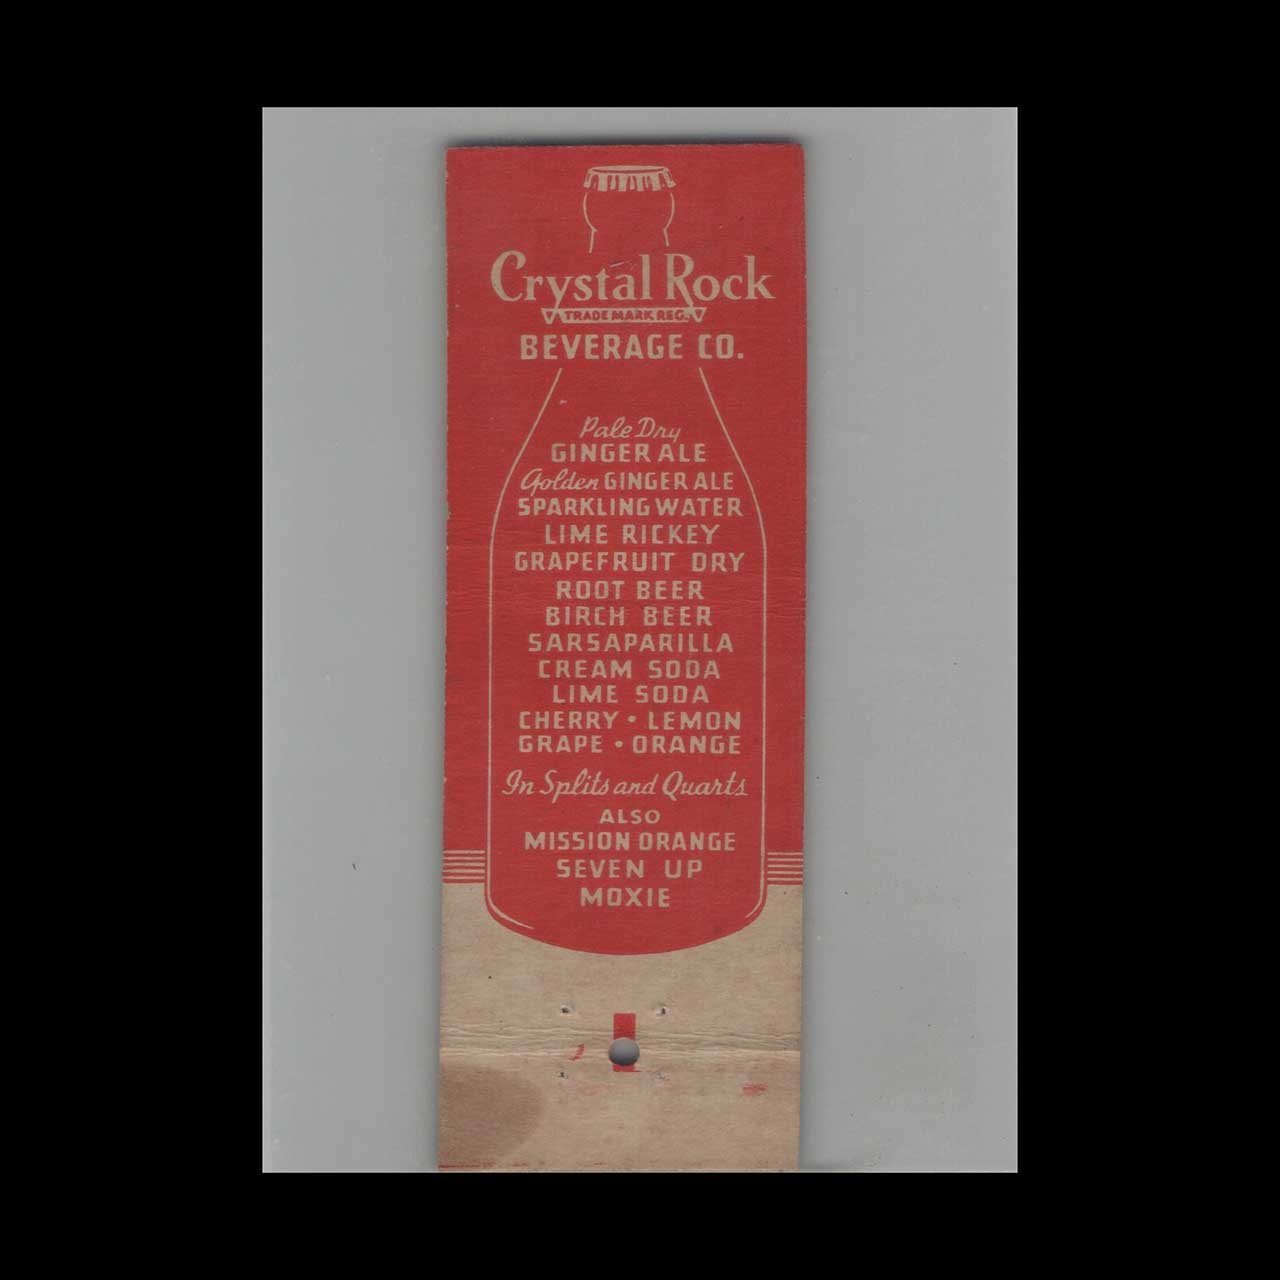 Crystal Rock
TRADE MARK REG.
BEVERAGE CO.
Pale Dry
GINGER ALE
Golden GINGER ALE
SPARKLING WATER
LIME RICKEY
GRAPEFRUIT DRY
ROOT BEER
BIRCH BEER
SARSAPARILLA
CREAM SODA
LIME SODA
CHERRY • LEMON
GRAPE • ORANGE
In Splits and Quarts
ALSO
MISSION ORANGE
SEVEN UP
MOXIE